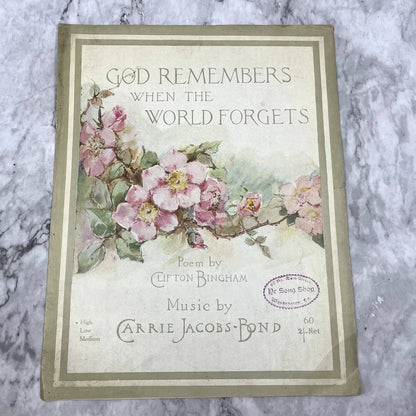 GOD REMEMBERS
WHEN THE
WORLD FORGETS
Poem by
CLIFTON BINGHAM
Music by
CARRIE JACOBS-BOND
High
Low
Medium
60
2/-Net
Ye Song Shop